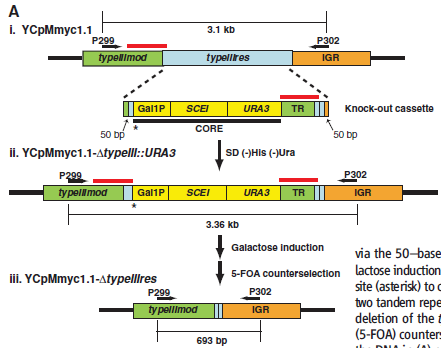 A
i. YCpMmyc1.1
3.1 kb
P299
P302
typeIIImod
typeIIIres
IGR
Gal1P
SCEI
URA3
TR
Knock-out cassette
50 bp
*
CORE
50 bp
ii. YCpMmyc1.1-ΔtypeIII::URA3
SD (-)His (-)Ura
P299
P302
typeIIImod
Gal1P
SCEI
URA3
TR
IGR
*
3.36 kb
Galactose induction
5-FOA counterselection
iii. YCpMmyc1.1-ΔtypeIIIres
P299
P302
typeIIImod
IGR
693 bp
via the 50–base
lactose induction
site (asterisk) to c
two tandem repe
deletion of the t
(5-FOA) counters